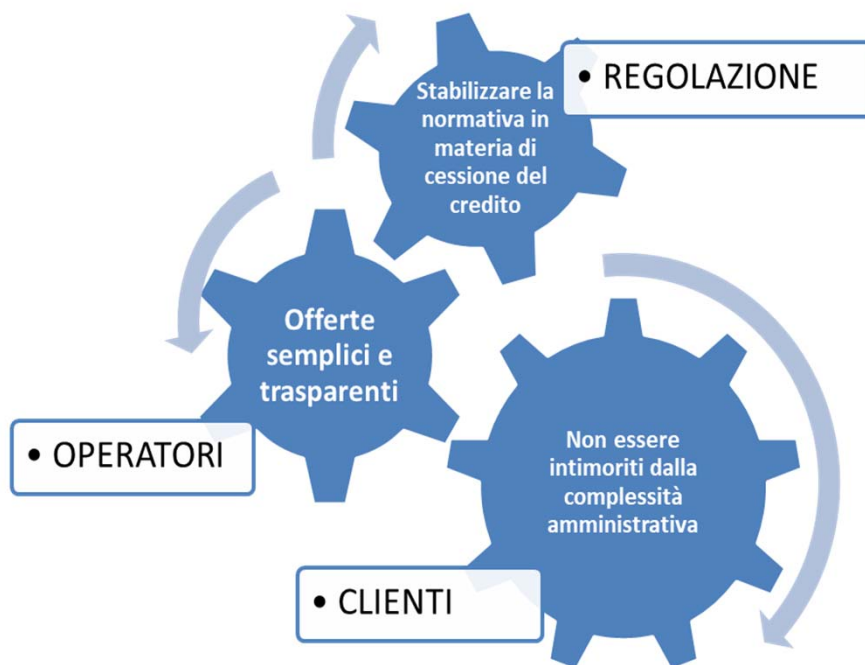 Stabilizzare la
normativa in
materia di
cessione del
credito
• REGOLAZIONE
Offerte
semplici e
trasparenti
• OPERATORI
Non essere
intimoriti dalla
complessità
amministrativa
• CLIENTI